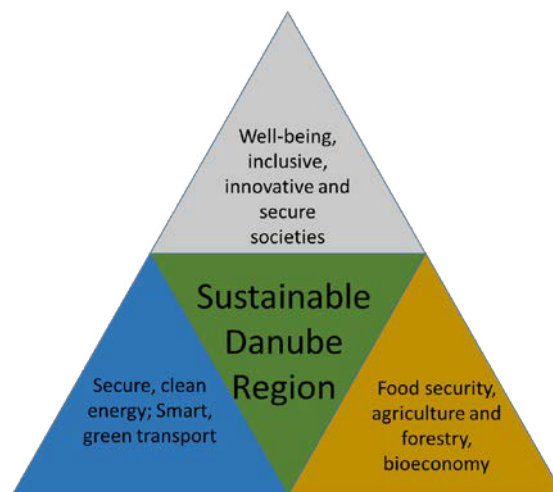 Well-being,
inclusive,
innovative and
secure
societies
Sustainable
Danube
Region
Secure, clean
energy; Smart,
green transport
Food security,
agriculture and
forestry,
bioeconomy